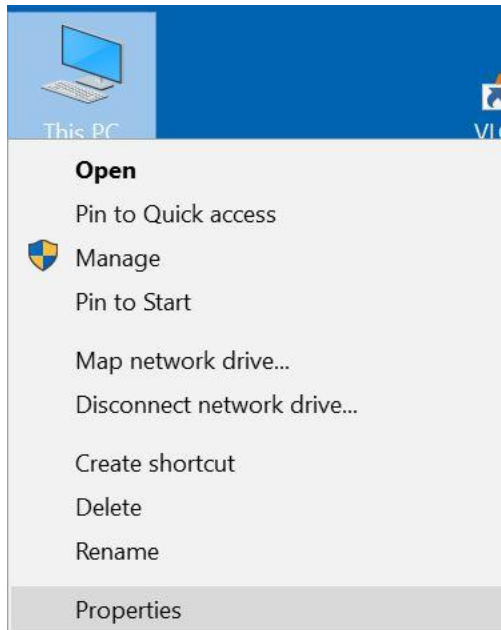 This PC
Open
Pin to Quick access
Manage
Pin to Start
Map network drive...
Disconnect network drive...
Create shortcut
Delete
Rename
Properties